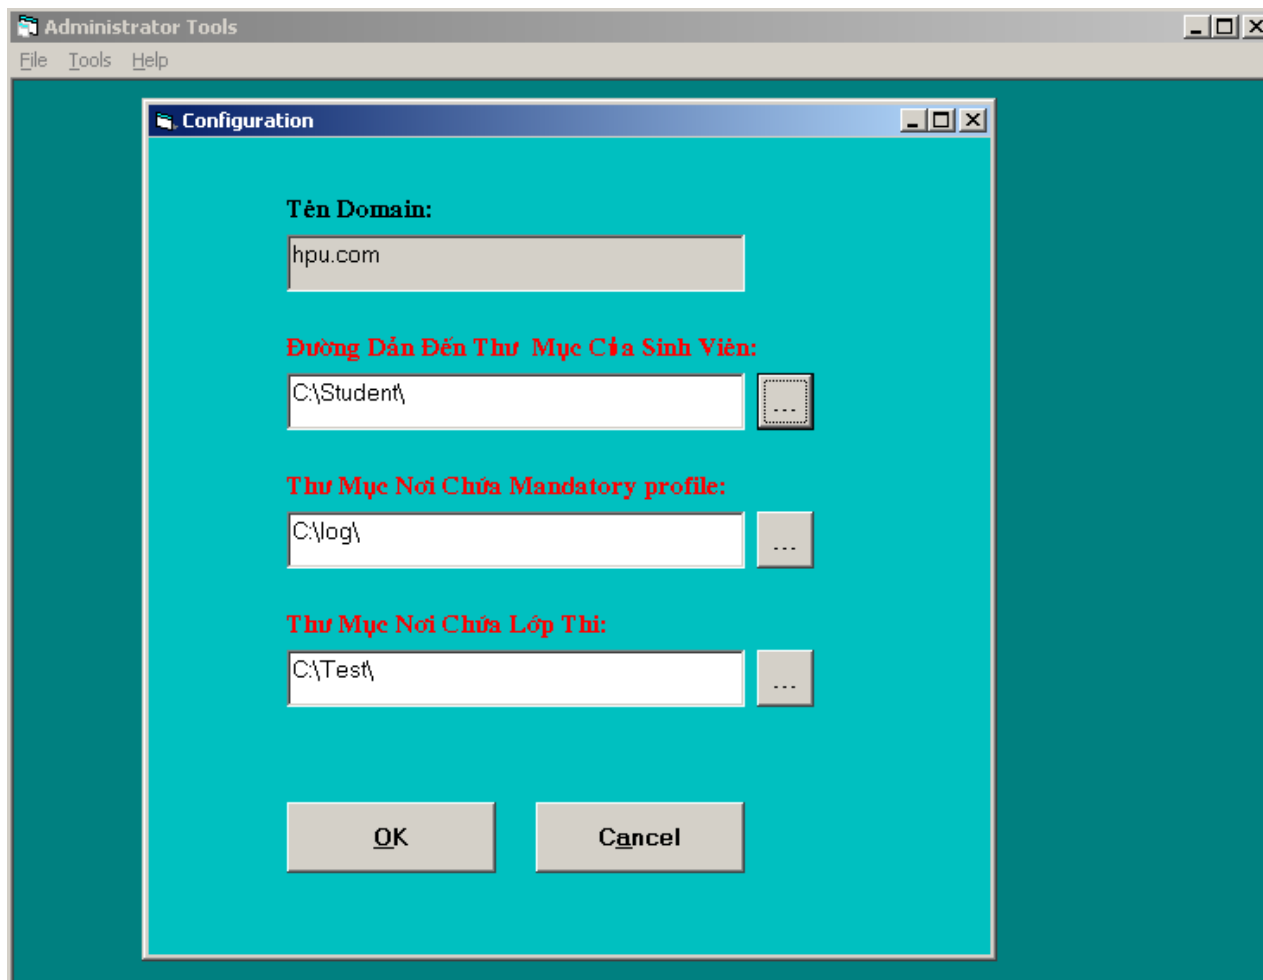 Administrator Tools
File Tools Help
Configuration
Tên Domain:
hpu.com
Đường Dẫn Đến Thư Mục Của Sinh Viên:
C:\Student\
...
Thư Mục Nơi Chứa Mandatory profile:
C:\log\
...
Thư Mục Nơi Chứa Lớp Thi:
C:\Test\
...
OK Cancel